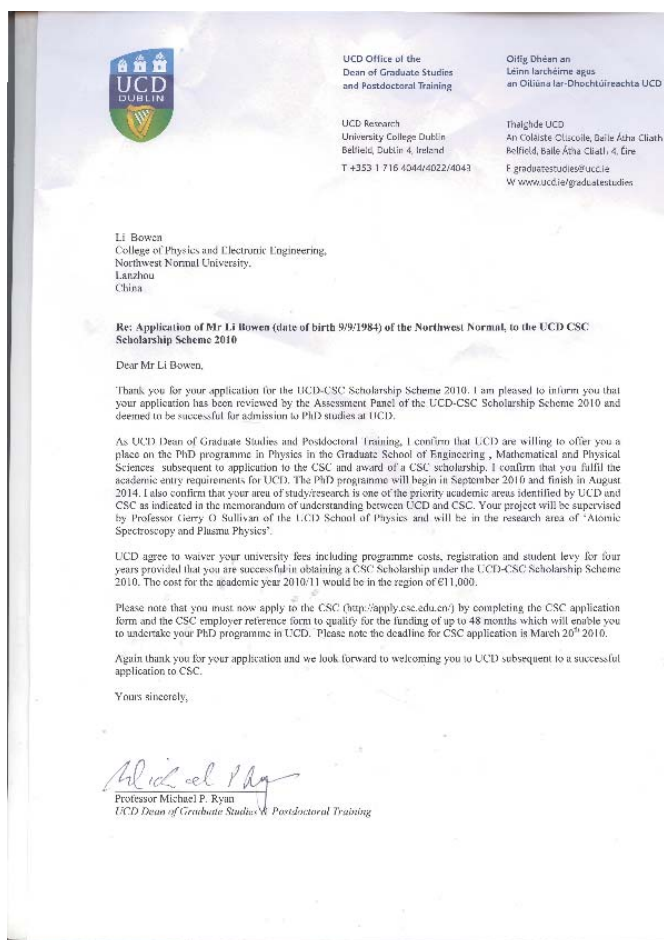 UCD
DUBLIN
UCD Office of the
Dean of Graduate Studies
and Postdoctoral Training
Oifig Dhéan an
Léinn Iarchéime agus
an Oiliúna Iar-Dhochtúireachta UCD
UCD Research
University College Dublin
Belfield, Dublin 4, Ireland
T +353 1 716 4044/4022/4043
Thaighde UCD
An Coláiste Ollscoile, Baile Átha Cliath
Belfield, Baile Átha Cliath 4, Éire
E graduatestudies@ucd.ie
W www.ucd.ie/graduatestudies
Li Bowen
College of Physics and Electronic Engineering,
Northwest Normal University,
Lanzhou
China
Re: Application of Mr Li Bowen (date of birth 9/9/1984) of the Northwest Normal, to the UCD CSC
Scholarship Scheme 2010
Dear Mr Li Bowen,
Thank you for your application for the UCD-CSC Scholarship Scheme 2010. I am pleased to inform you that
your application has been reviewed by the Assessment Panel of the UCD-CSC Scholarship Scheme 2010 and
deemed to be successful for admission to PhD studies at UCD.
As UCD Dean of Graduate Studies and Postdoctoral Training, I confirm that UCD are willing to offer you a
place on the PhD programme in Physics in the Graduate School of Engineering , Mathematical and Physical
Sciences subsequent to application to the CSC and award of a CSC scholarship. I confirm that you fulfil the
academic entry requirements for UCD. The PhD programme will begin in September 2010 and finish in August
2014. I also confirm that your area of study/research is one of the priority academic areas identified by UCD and
CSC as indicated in the memorandum of understanding between UCD and CSC. Your project will be supervised
by Professor Gerry O Sullivan of the UCD School of Physics and will be in the research area of 'Atomic
Spectroscopy and Plasma Physics'.
UCD agree to waiver your university fees including programme costs, registration and student levy for four
years provided that you are successful in obtaining a CSC Scholarship under the UCD-CSC Scholarship Scheme
2010. The cost for the academic year 2010/11 would be in the region of €11,000.
Please note that you must now apply to the CSC (http://apply.csc.edu.cn/) by completing the CSC application
form and the CSC employer reference form to qualify for the funding of up to 48 months which will enable you
to undertake your PhD programme in UCD. Please note the deadline for CSC application is March 20th 2010.
Again thank you for your application and we look forward to welcoming you to UCD subsequent to a successful
application to CSC.
Yours sincerely,
Professor Michael P. Ryan
UCD Dean of Graduate Studies & Postdoctoral Training